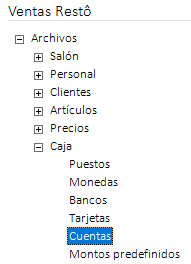 Ventas Restô
Archivos
Salón
Personal
Clientes
Artículos
Precios
Caja
Puestos
Monedas
Bancos
Tarjetas
Cuentas
Montos predefinidos